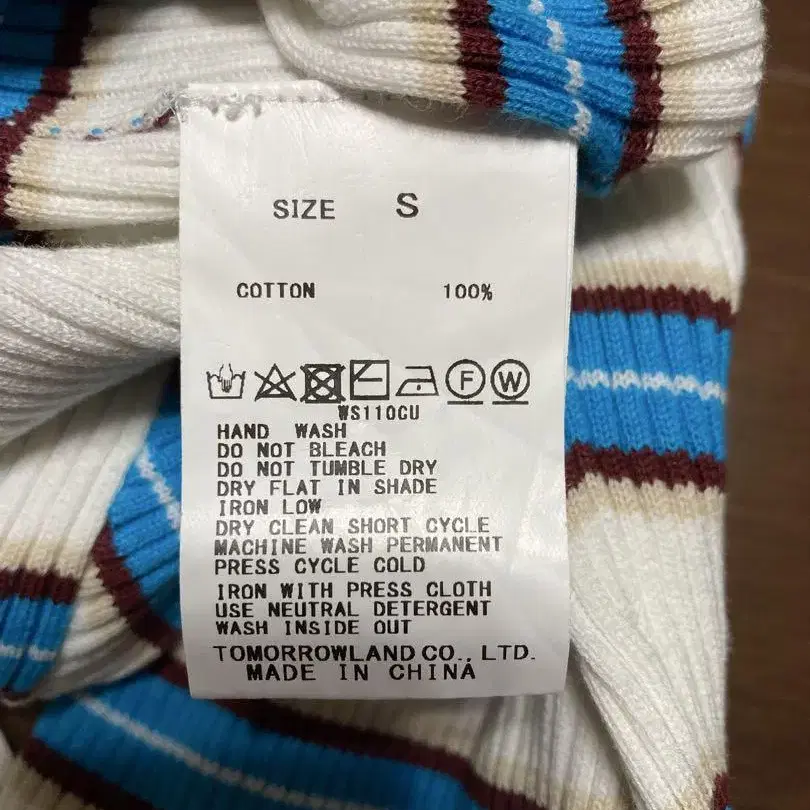 SIZE S
COTTON 100%
F W
WS110CU
HAND WASH
DO NOT BLEACH
DO NOT TUMBLE DRY
DRY FLAT IN SHADE
IRON LOW
DRY CLEAN SHORT CYCLE
MACHINE WASH PERMANENT
PRESS CYCLE COLD
IRON WITH PRESS CLOTH
USE NEUTRAL DETERGENT
WASH INSIDE OUT
TOMORROWLAND CO., LTD.
MADE IN CHINA